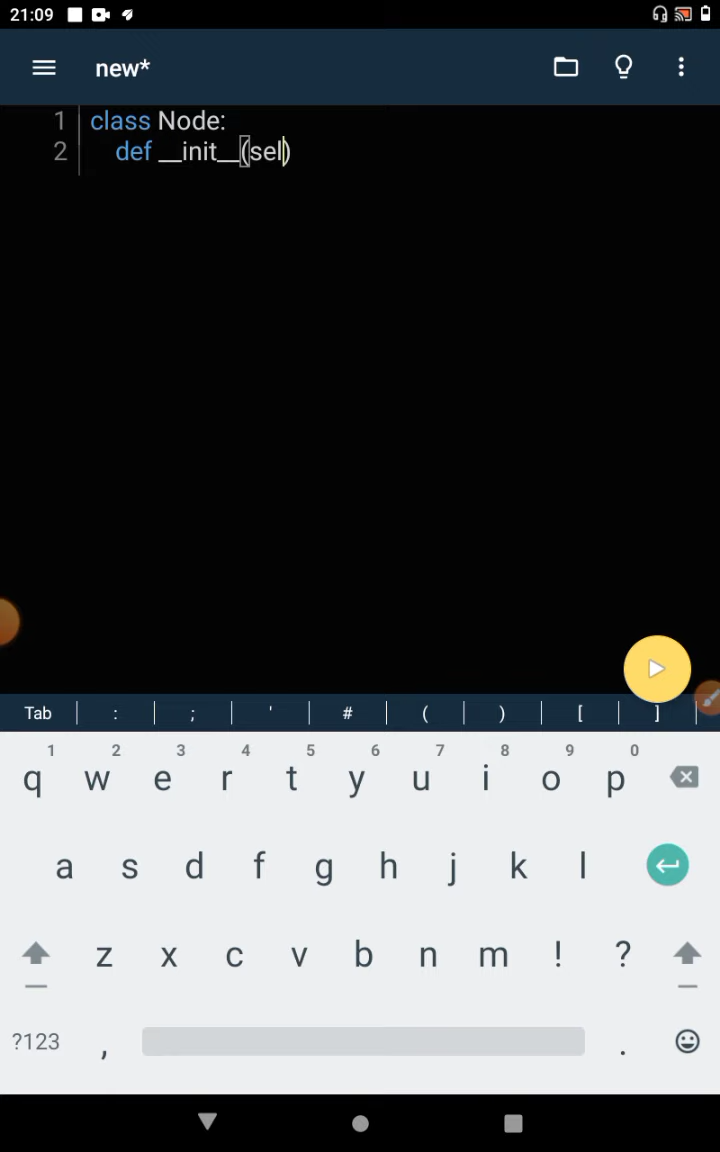 21:09
new*
1 class Node:
2 def __init__(sel)
Tab : ; ' # ( ) [ ]
1 2 3 4 5 6 7 8 9 0
q w e r t y u i o p
a s d f g h j k l
z x c v b n m ! ?
?123 , .